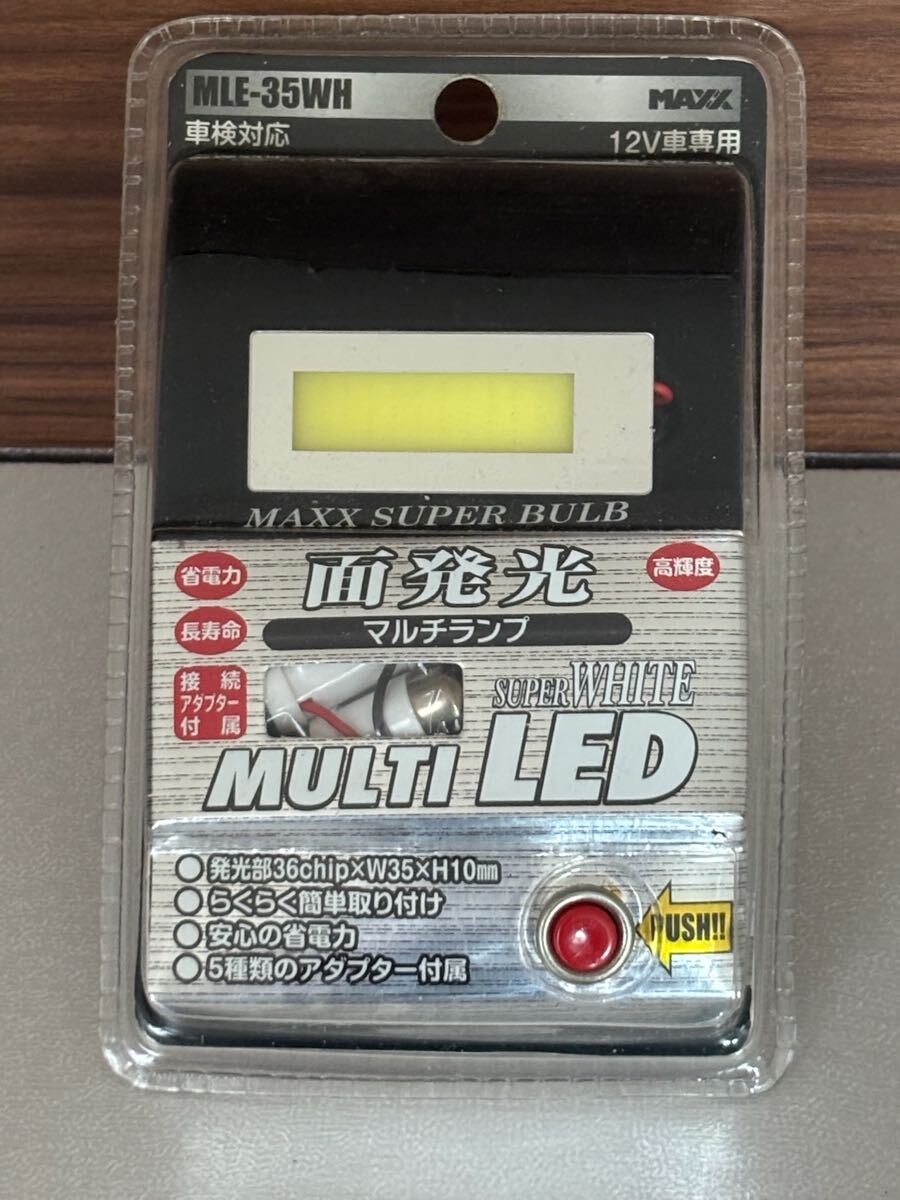 MLE-35WH
MAXX
車検対応
12V車専用
MAXX SUPER BULB
省電力
面発光
高輝度
長寿命
マルチランプ
接続
アダプター
付属
SUPER WHITE
MULTI LED
●発光部36chip×W35×H10㎜
●らくらく簡単取り付け
●安心の省電力
●5種類のアダプター付属
PUSH!!